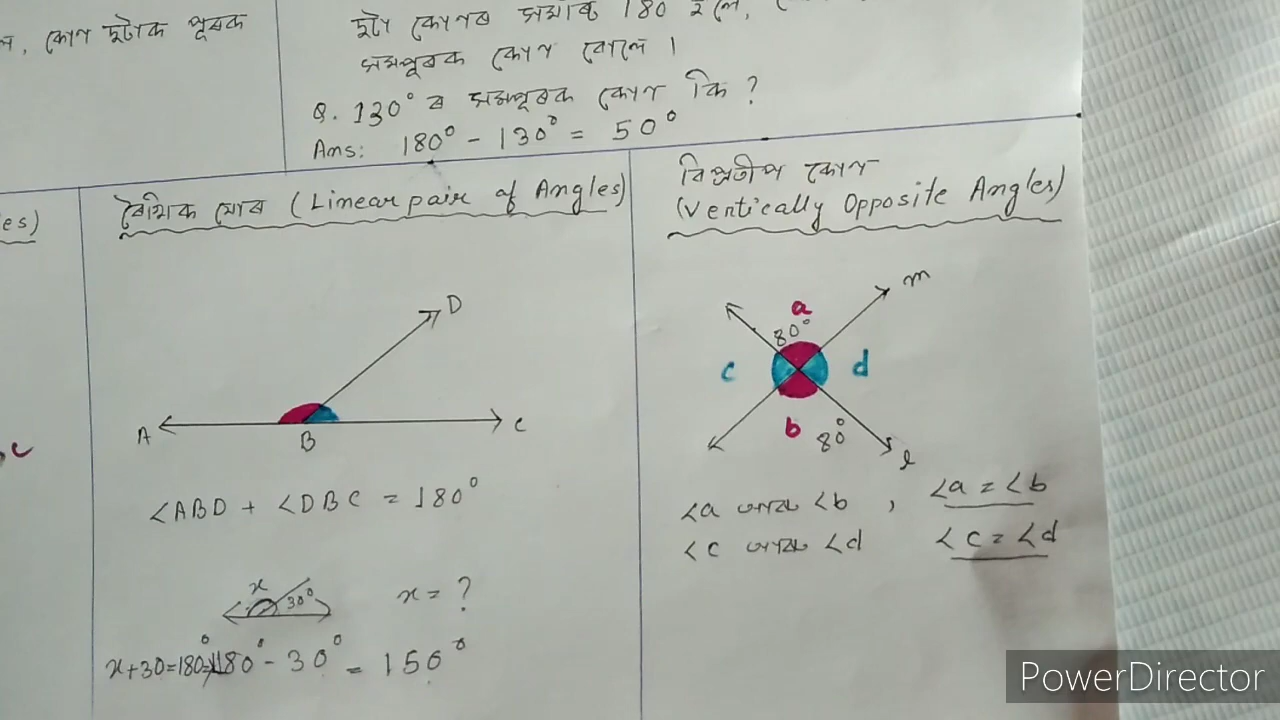 কোণ দুটাক পূৰক
দুটা কোণৰ সমষ্টি 180
সম্পূৰক কোণ বোলে ।
Q. 130° ৰ সম্পূৰক কোণ কি ?
Ans: 180° - 130° = 50°
es)
ৰৈখিক যোৰ (Linear pair of Angles)
D
A
B
C
∠ABD + ∠DBC = 180°
x 30° x = ?
x+30=180° 180° - 30° = 150°
বিপ্ৰতীপ কোণ
(Vertically Opposite Angles)
m
a
80°
c d
b 80°
l
∠a আৰু ∠b , ∠a = ∠b
∠c আৰু ∠d ∠c = ∠d
PowerDirector